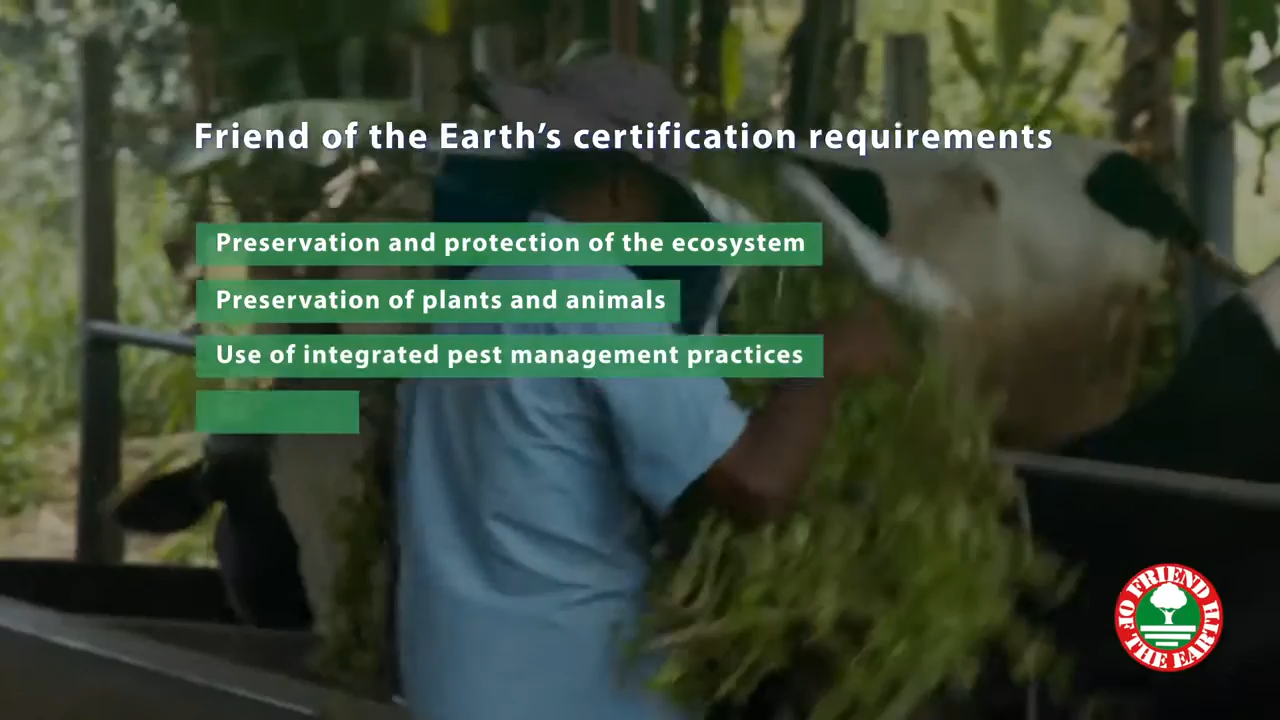 Friend of the Earth’s certification requirements
Preservation and protection of the ecosystem
Preservation of plants and animals
Use of integrated pest management practices
FRIEND OF THE EARTH